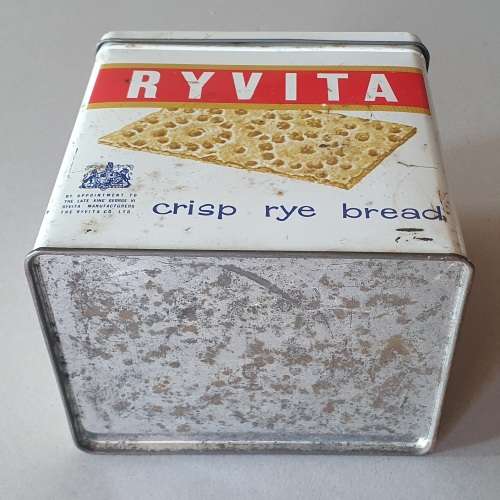 RYVITA
BY APPOINTMENT TO
THE LATE KING GEORGE VI
RYVITA MANUFACTURERS
THE RYVITA CO. LTD.
crisp rye bread